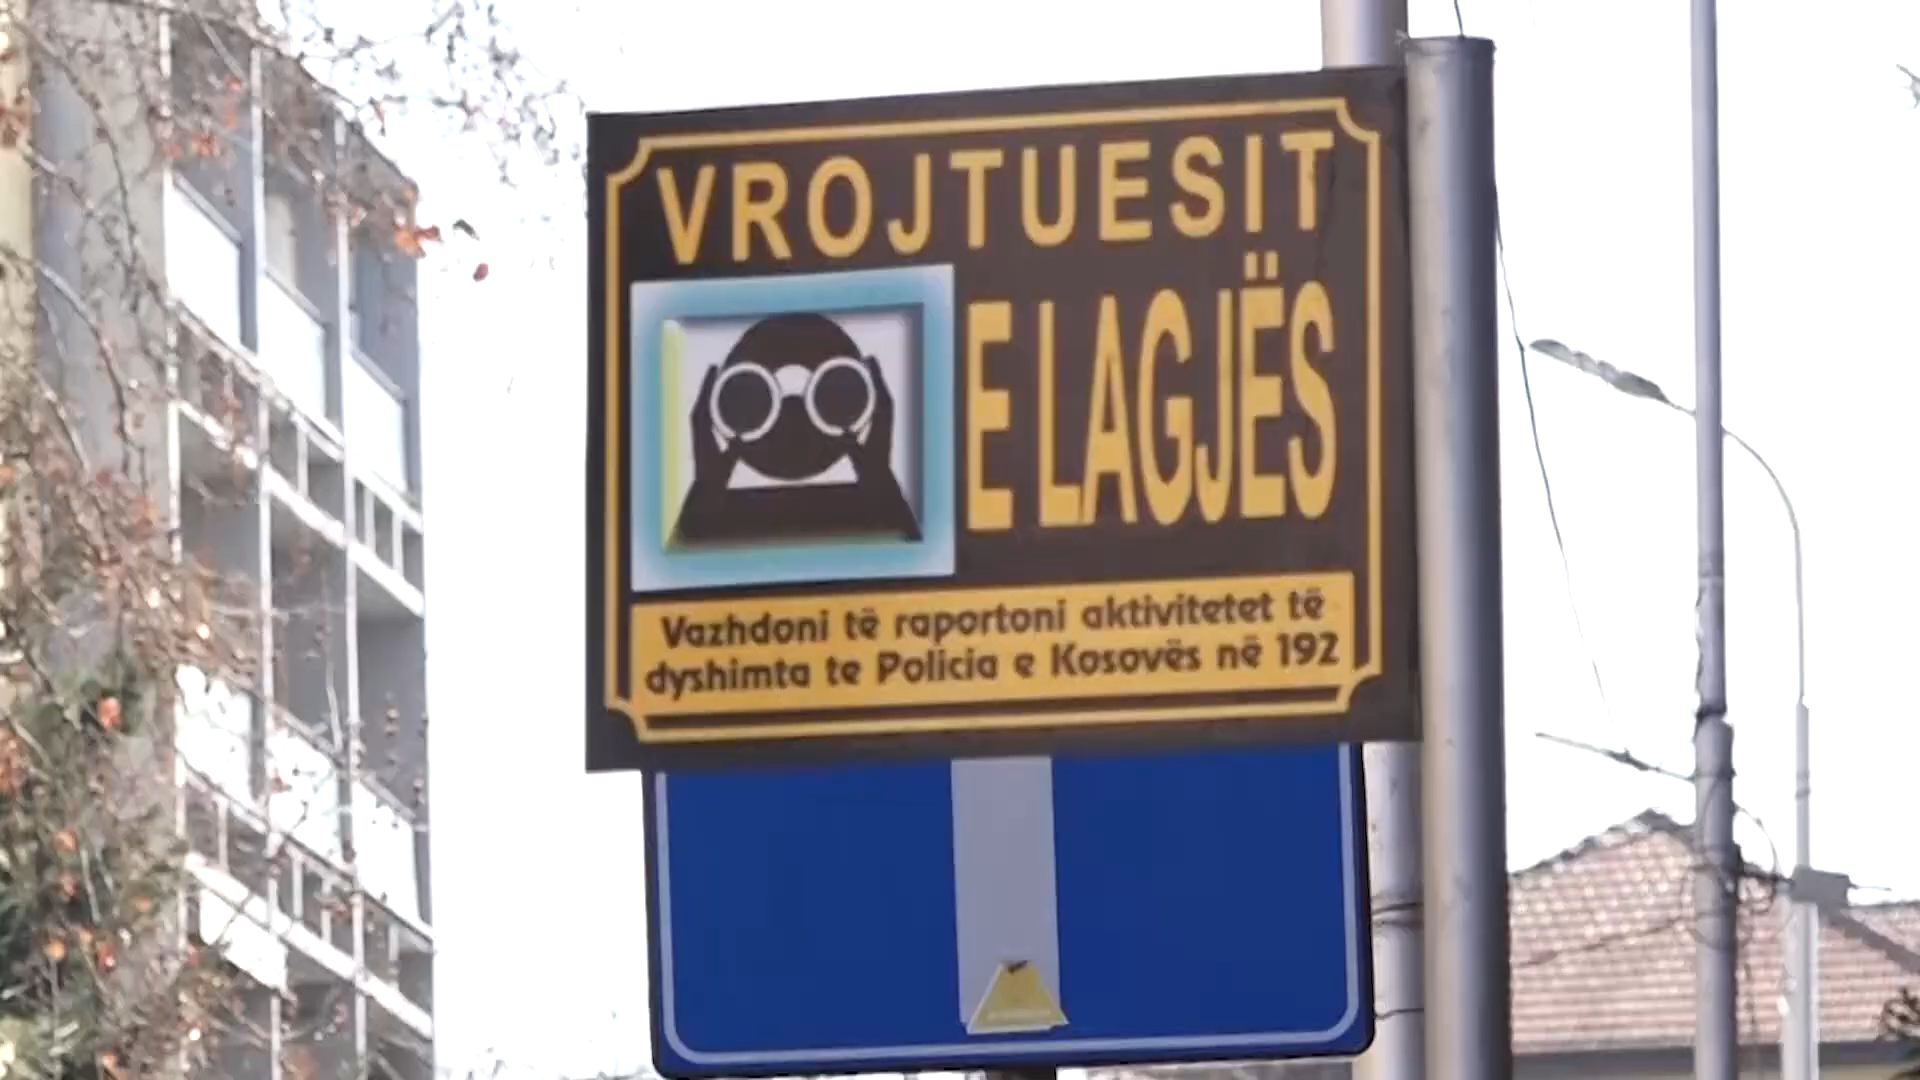 VROJTUESIT
E LAGJËS
Vazhdoni të raportoni aktivitetet të
dyshimta te Policia e Kosovës në 192